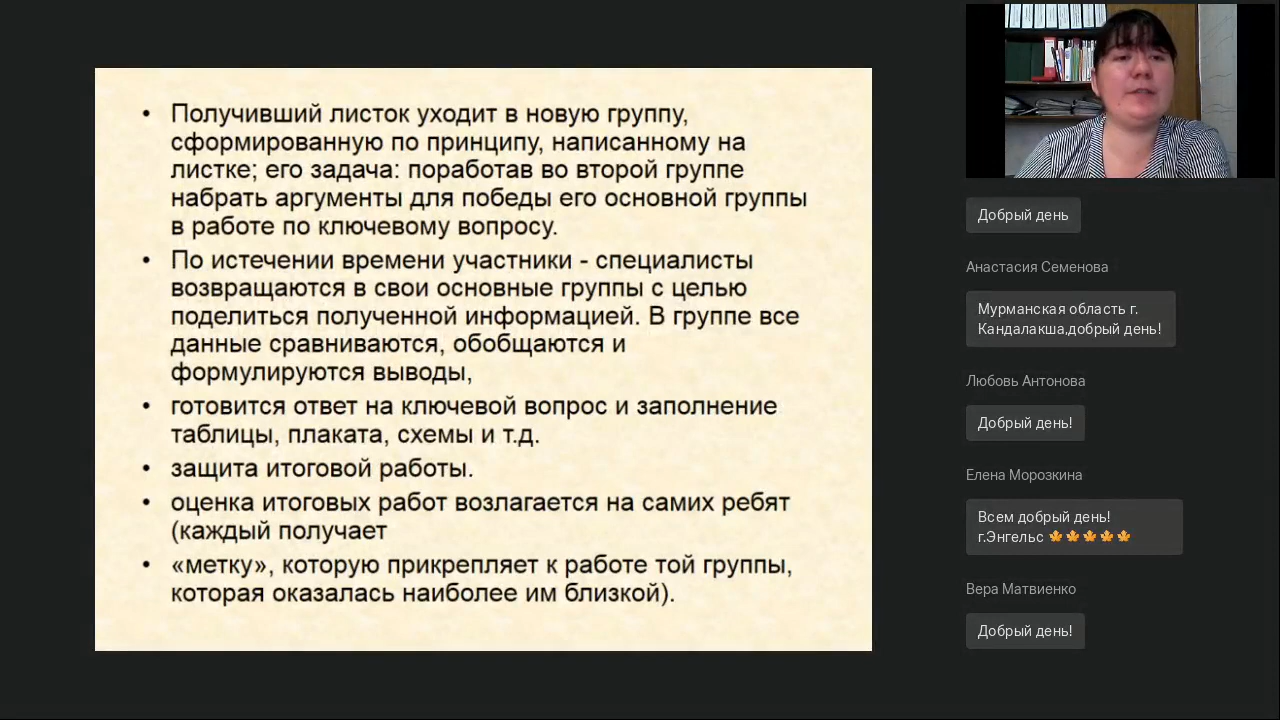 • Получивший листок уходит в новую группу,
сформированную по принципу, написанному на
листке; его задача: поработав во второй группе
набрать аргументы для победы его основной группы
в работе по ключевому вопросу.
• По истечении времени участники - специалисты
возвращаются в свои основные группы с целью
поделиться полученной информацией. В группе все
данные сравниваются, обобщаются и
формулируются выводы,
• готовится ответ на ключевой вопрос и заполнение
таблицы, плаката, схемы и т.д.
• защита итоговой работы.
• оценка итоговых работ возлагается на самих ребят
(каждый получает
• «метку», которую прикрепляет к работе той группы,
которая оказалась наиболее им близкой).
Добрый день
Анастасия Семенова
Мурманская область г.
Кандалакша,добрый день!
Любовь Антонова
Добрый день!
Елена Морозкина
Всем добрый день!
г.Энгельс 🍁🍁🍁🍁🍁
Вера Матвиенко
Добрый день!